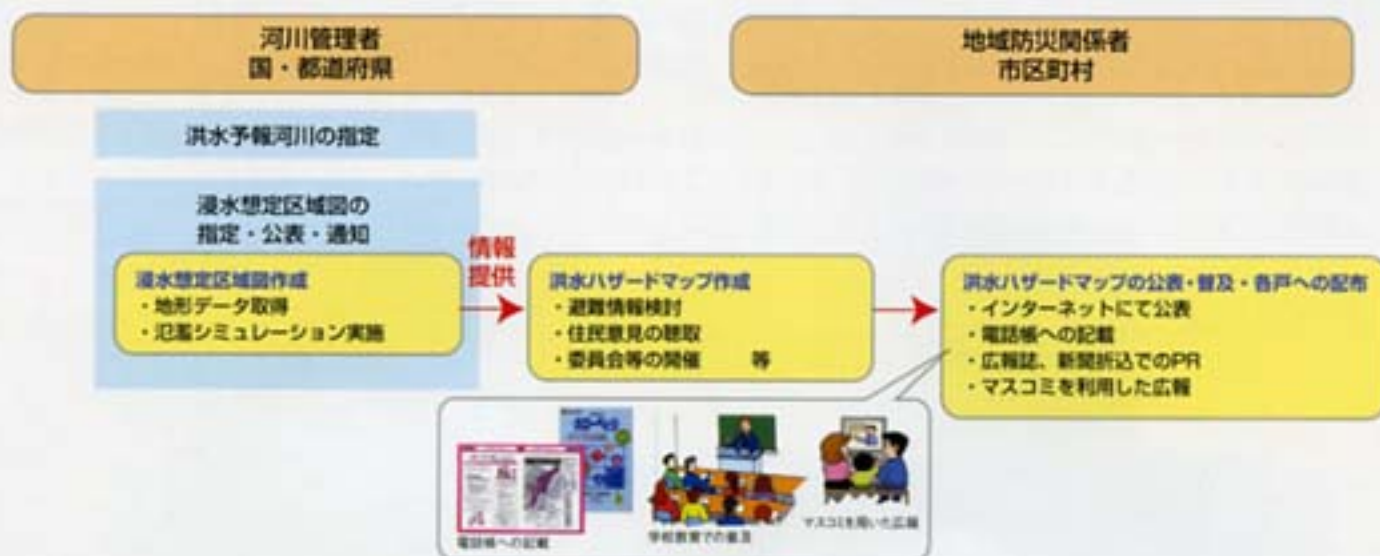 河川管理者
国・都道府県
地域防災関係者
市区町村
洪水予報河川の指定
浸水想定区域図の
指定・公表・通知
情報
提供
浸水想定区域図作成
・地形データ取得
・氾濫シミュレーション実施
洪水ハザードマップ作成
・避難情報検討
・住民意見の聴取
・委員会等の開催　等
洪水ハザードマップの公表・普及・各戸への配布
・インターネットにて公表
・電話帳への記載
・広報誌、新聞折込でのPR
・マスコミを利用した広報
電話帳への記載
学校教育での普及
マスコミを用いた広報